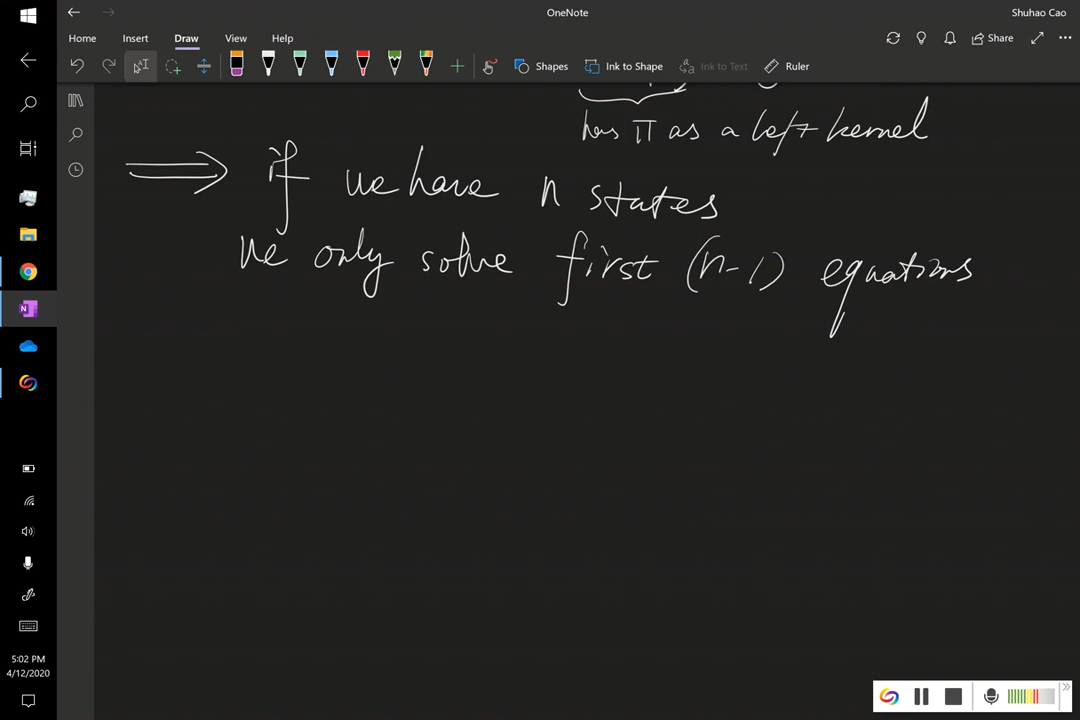 OneNote
Shuhao Cao
Home Insert Draw View Help
Share
Shapes Ink to Shape Ink to Text Ruler
has π as a left kernel
⟹ if we have n states
we only solve first (n-1) equations
5:02 PM
4/12/2020